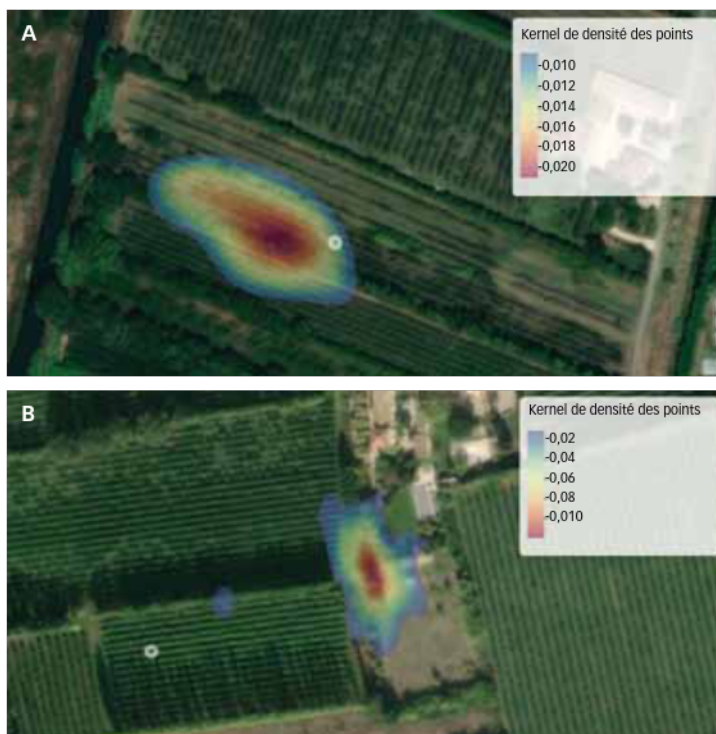 A
Kernel de densité des points
-0,010
-0,012
-0,014
-0,016
-0,018
-0,020
B
Kernel de densité des points
-0,02
-0,04
-0,06
-0,08
-0,010